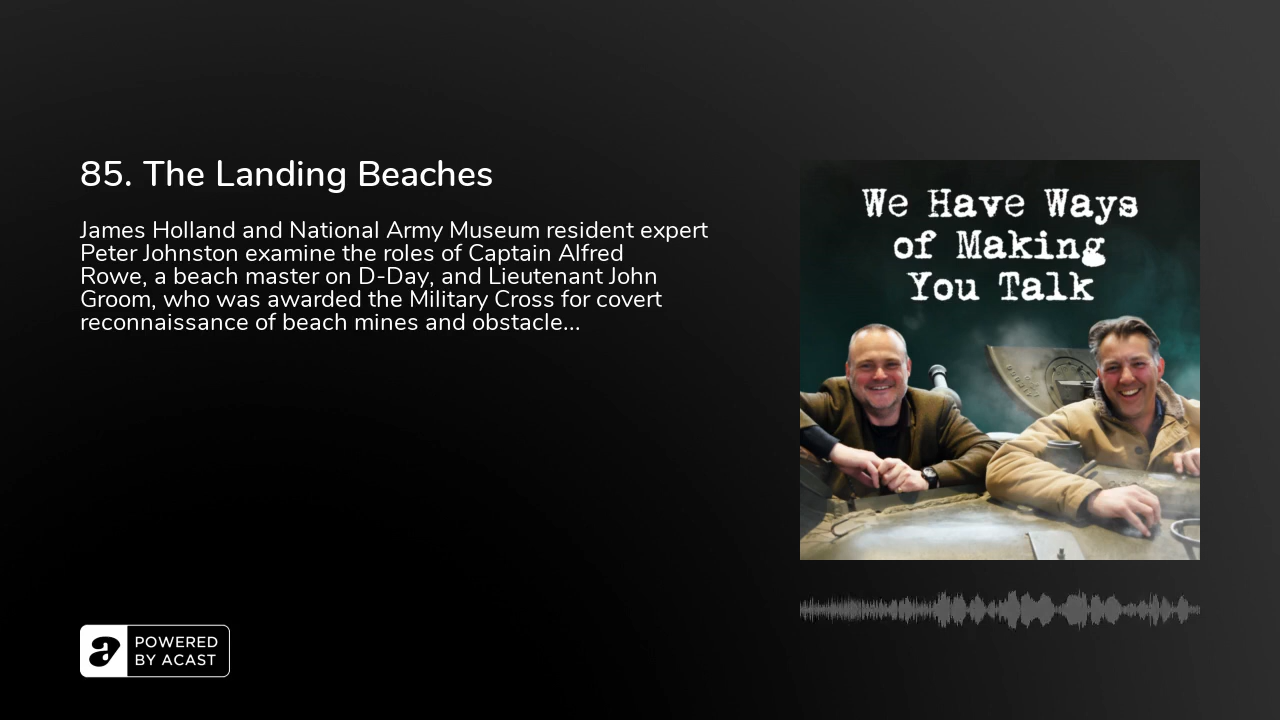 85. The Landing Beaches
James Holland and National Army Museum resident expert
Peter Johnston examine the roles of Captain Alfred
Rowe, a beach master on D-Day, and Lieutenant John
Groom, who was awarded the Military Cross for covert
reconnaissance of beach mines and obstacle...
We Have Ways
of Making
You Talk
a
POWERED
BY ACAST